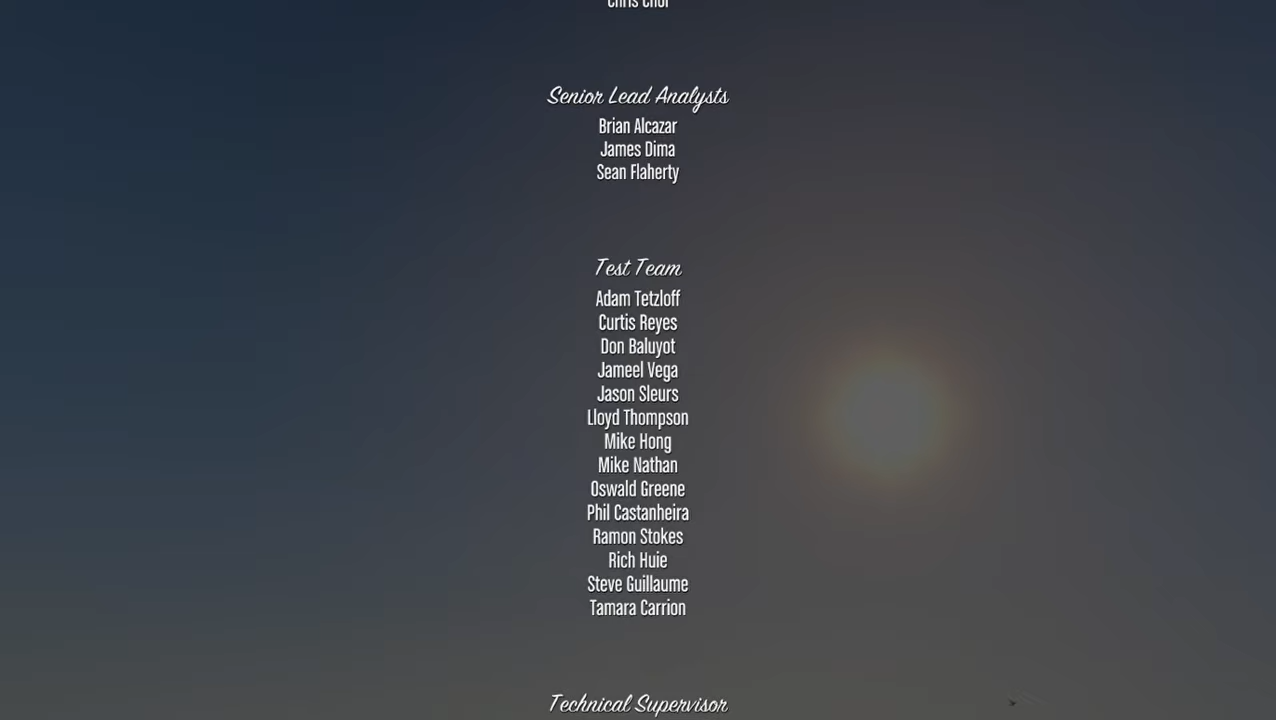 Senior Lead Analysts
Brian Alcazar
James Dima
Sean Flaherty
Test Team
Adam Tetzloff
Curtis Reyes
Don Baluyot
Jameel Vega
Jason Sleurs
Lloyd Thompson
Mike Hong
Mike Nathan
Oswald Greene
Phil Castanheira
Ramon Stokes
Rich Huie
Steve Guillaume
Tamara Carrion
Technical Supervisor